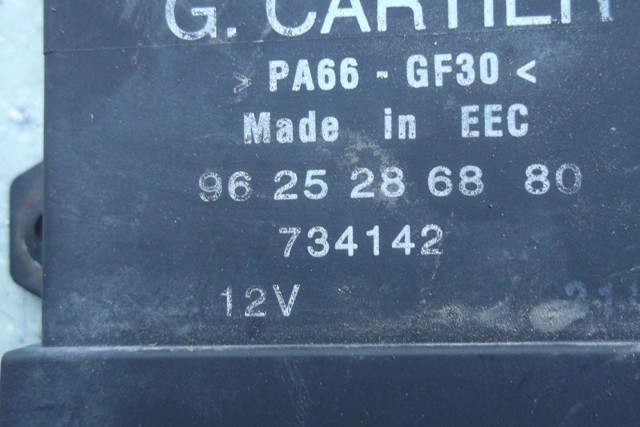 G. CARTIER
> PA66 - GF30 <
Made in EEC
96 25 28 68 80
734142
12V